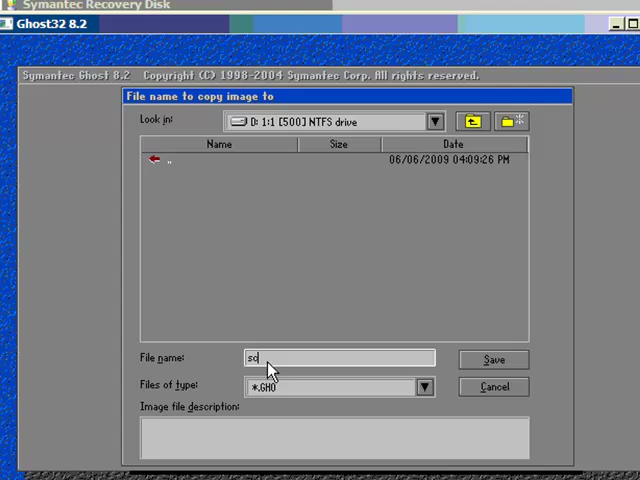 Symantec Recovery Disk
Ghost32 8.2
Symantec Ghost 8.2 Copyright (C) 1998-2004 Symantec Corp. All rights reserved.
File name to copy image to
Look in: D: 1:1 [500] NTFS drive
Name Size Date
.. 06/06/2009 04:09:26 PM
File name: so
Save
Files of type: *.GHO
Cancel
Image file description: